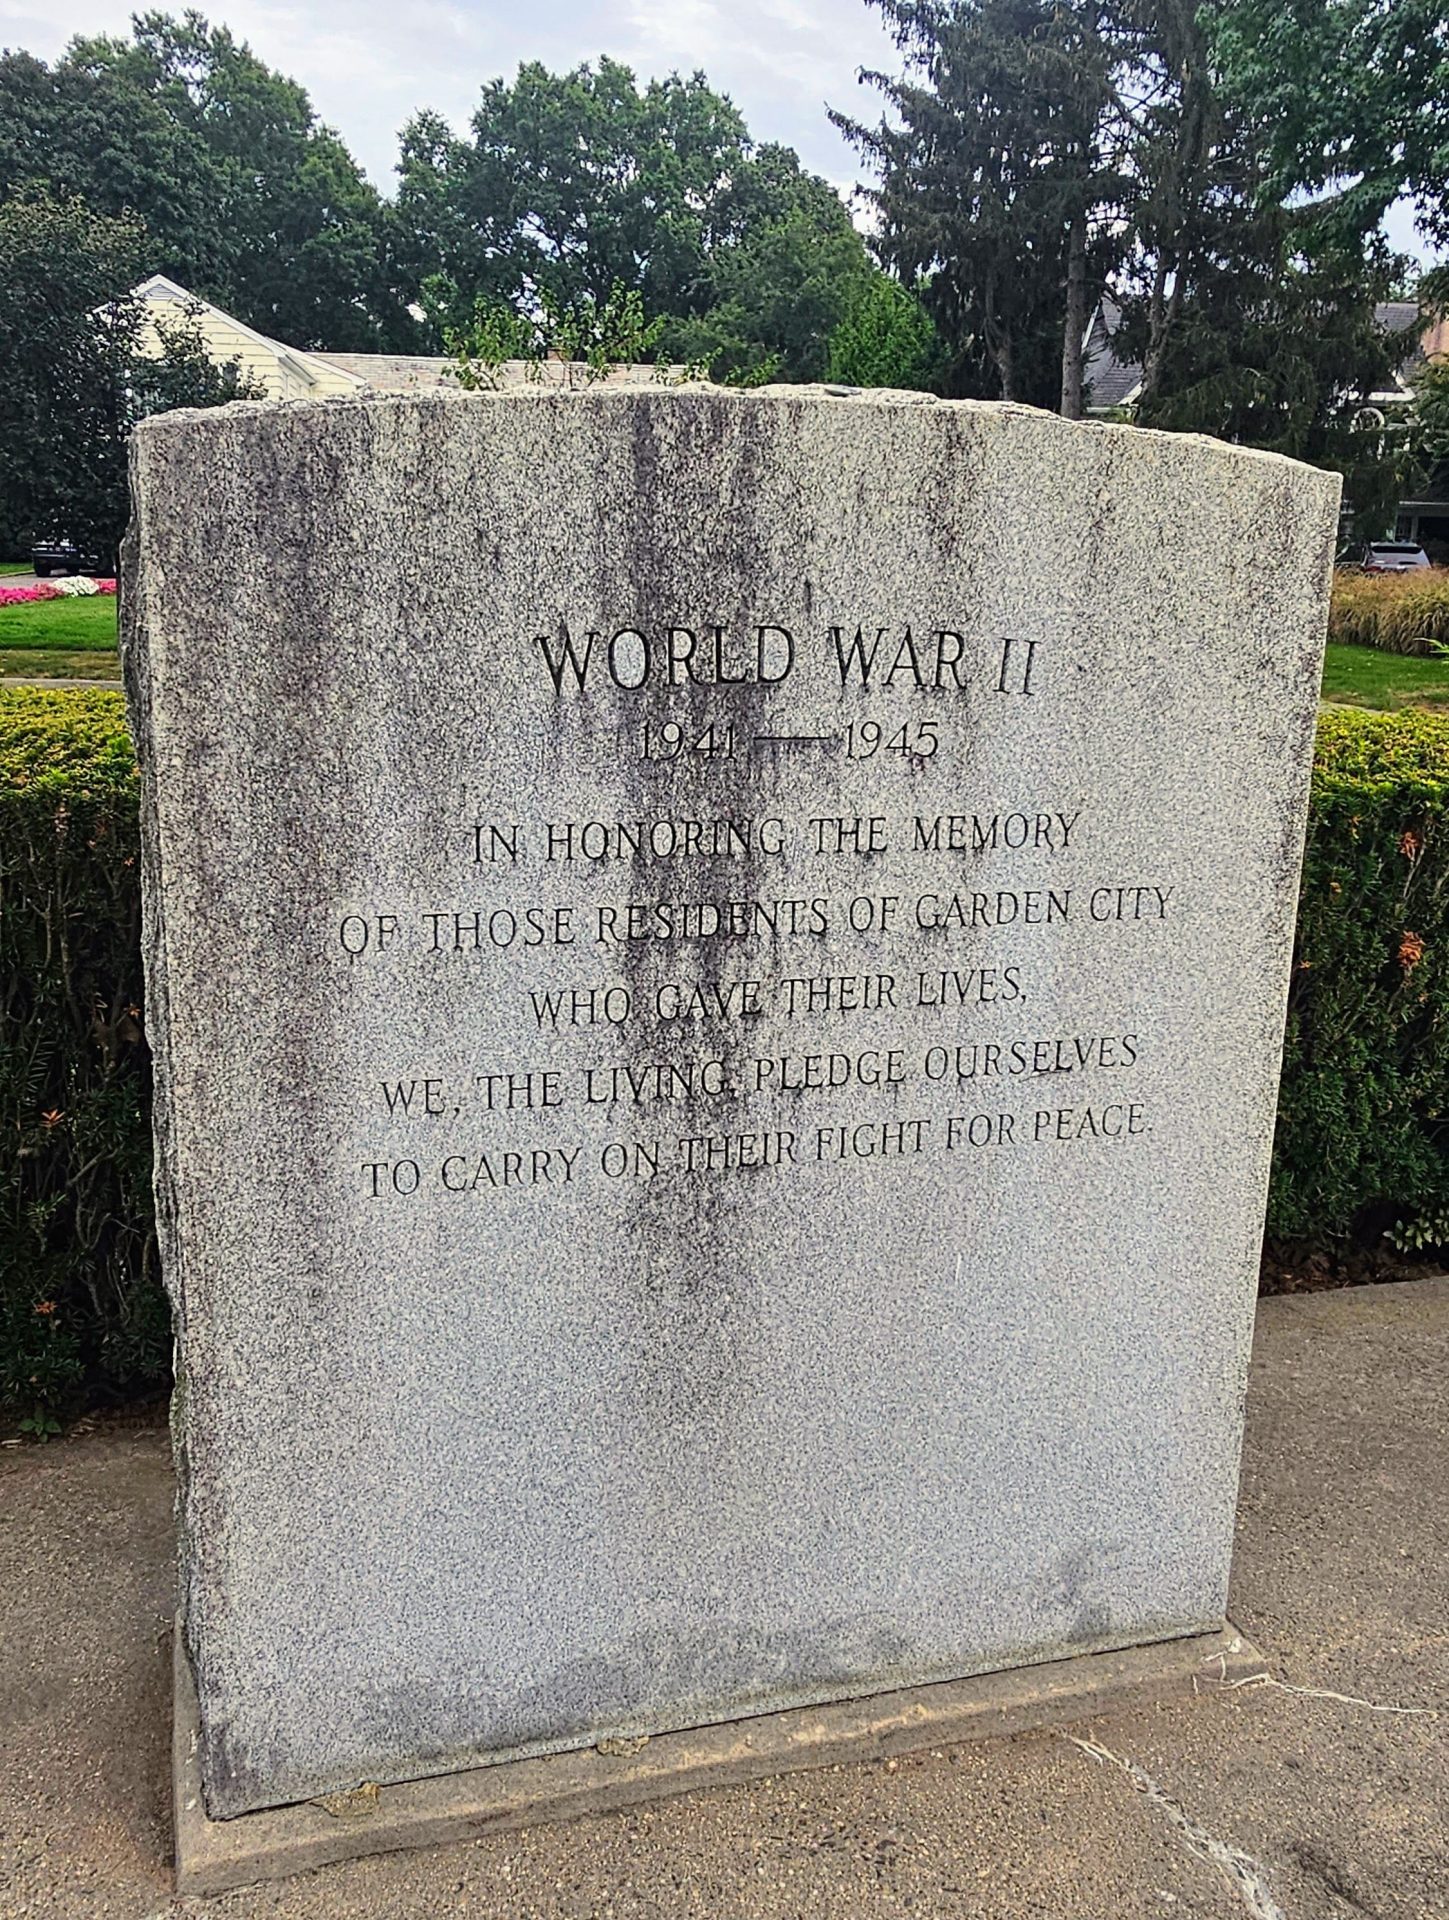 WORLD WAR II
1941 — 1945
IN HONORING THE MEMORY
OF THOSE RESIDENTS OF GARDEN CITY
WHO GAVE THEIR LIVES,
WE, THE LIVING, PLEDGE OURSELVES
TO CARRY ON THEIR FIGHT FOR PEACE.